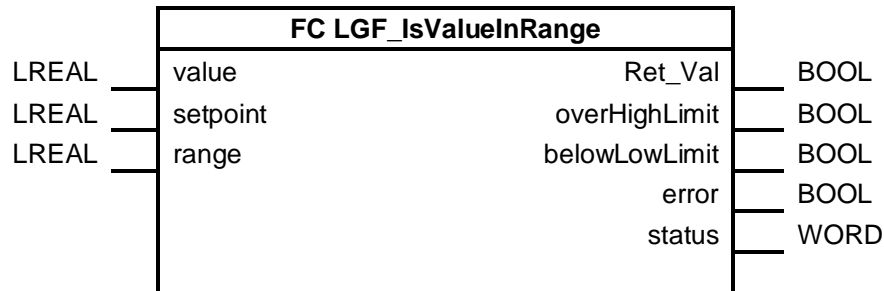 FC LGF_IsValueInRange
LREAL value Ret_Val BOOL
LREAL setpoint overHighLimit BOOL
LREAL range belowLowLimit BOOL
error BOOL
status WORD